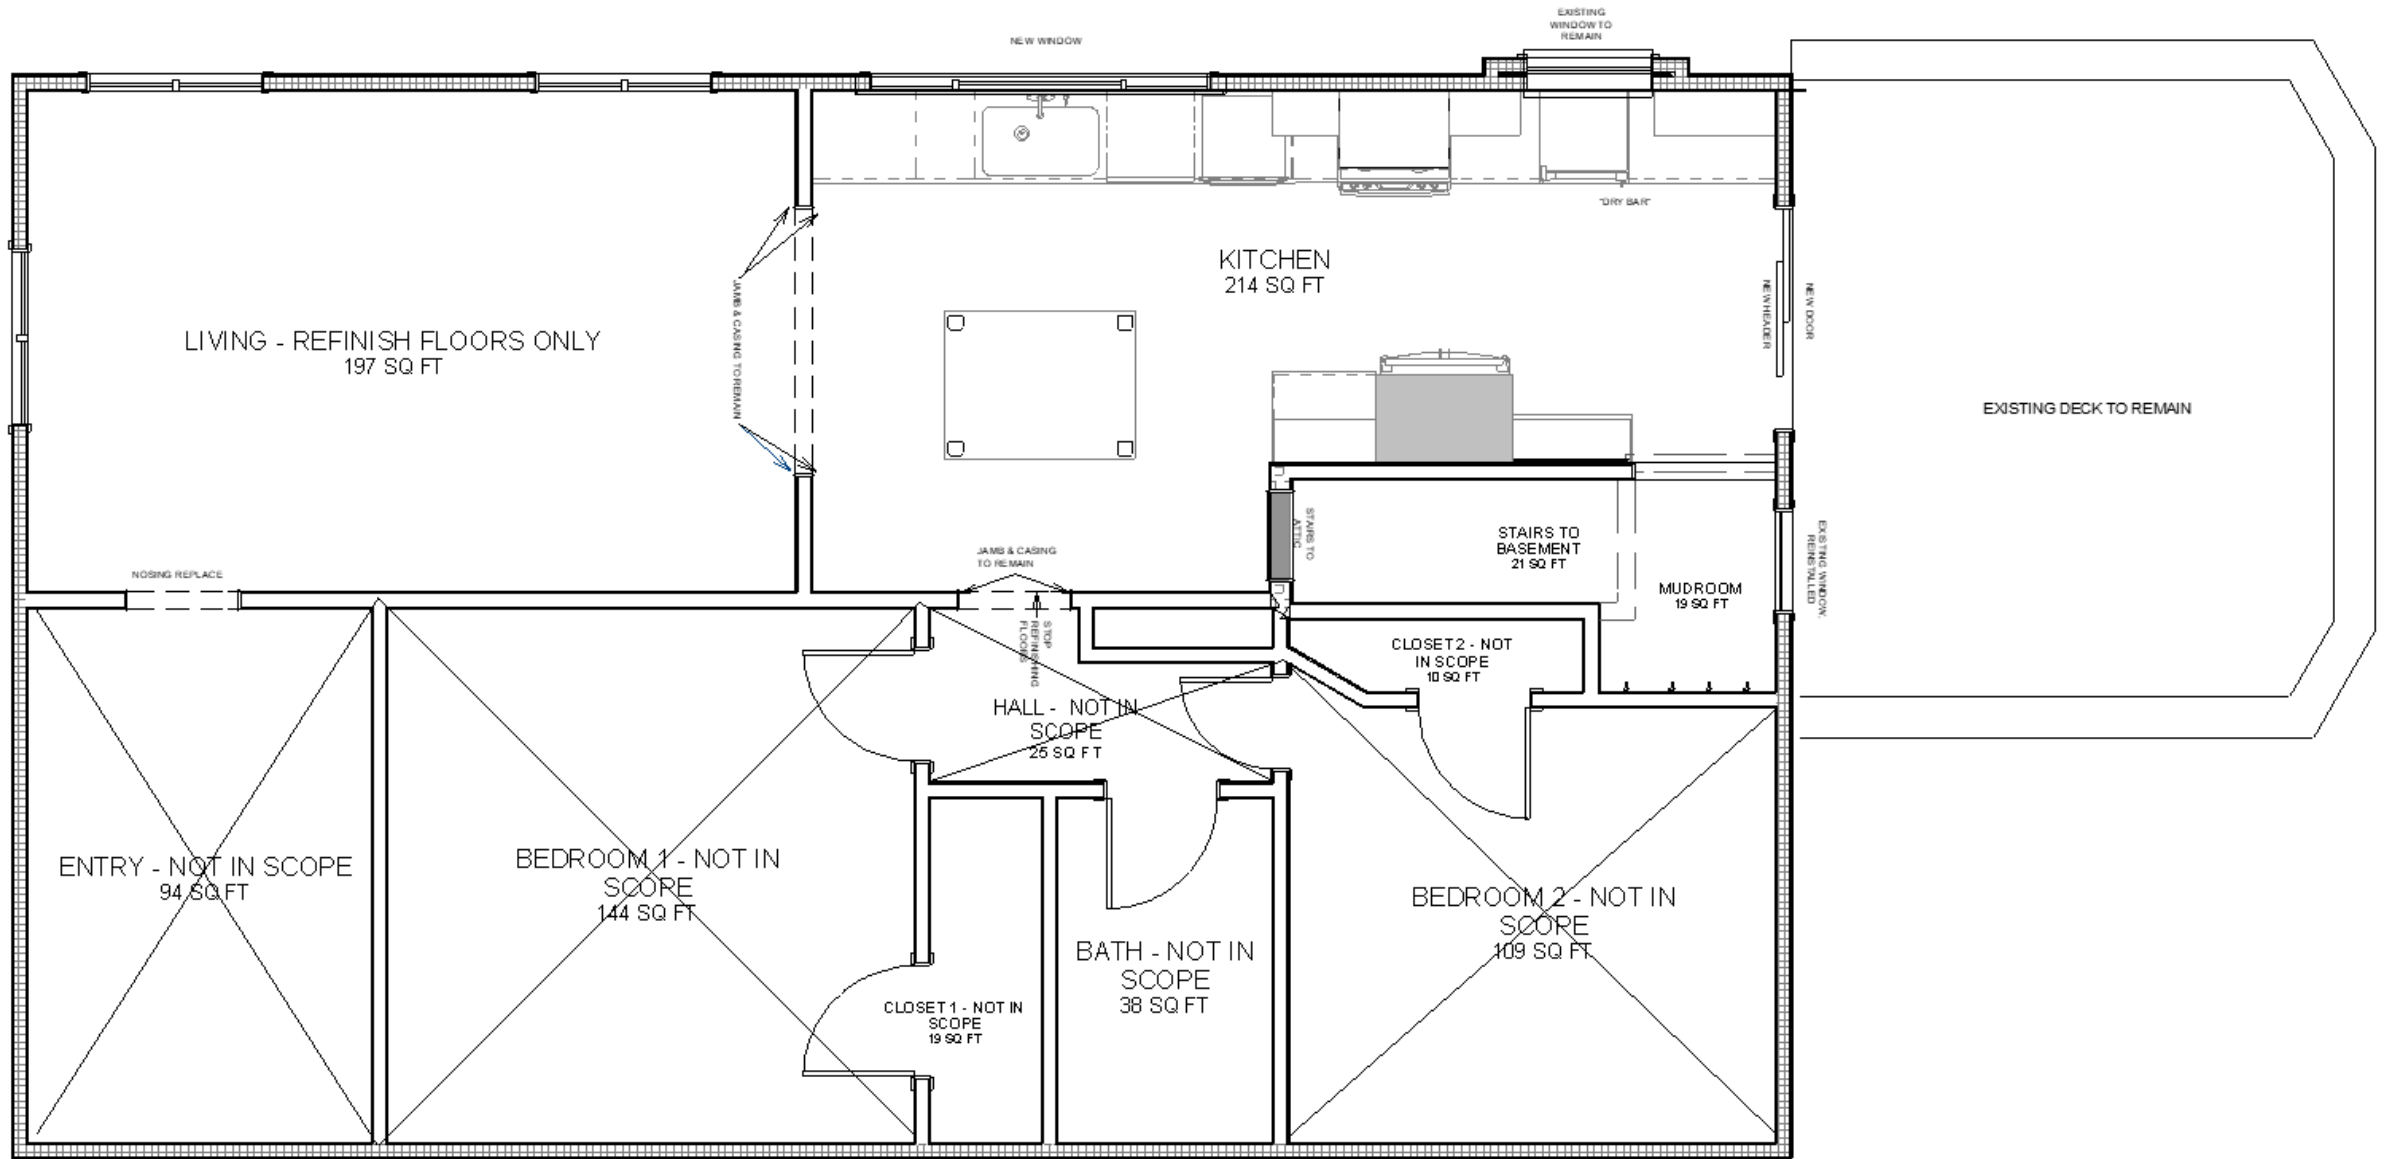 EXISTING
WINDOW TO
REMAIN
NEW WINDOW
"DRY BAR"
KITCHEN
214 SQ FT
JAMB & CASING TO REMAIN
LIVING - REFINISH FLOORS ONLY
197 SQ FT
NEW HEADER
NEW DOOR
EXISTING DECK TO REMAIN
STAIRS TO
ATTIC
STAIRS TO
BASEMENT
21 SQ FT
EXISTING WINDOW,
REINSTALLED
JAMB & CASING
TO REMAIN
NOSING REPLACE
MUDROOM
19 SQ FT
STOP
REFINISHING
FLOORS
CLOSET 2 - NOT
IN SCOPE
10 SQ FT
HALL - NOT IN
SCOPE
25 SQ FT
ENTRY - NOT IN SCOPE
94 SQ FT
BEDROOM 1 - NOT IN
SCOPE
144 SQ FT
BEDROOM 2 - NOT IN
SCOPE
109 SQ FT
BATH - NOT IN
SCOPE
38 SQ FT
CLOSET 1 - NOT IN
SCOPE
19 SQ FT